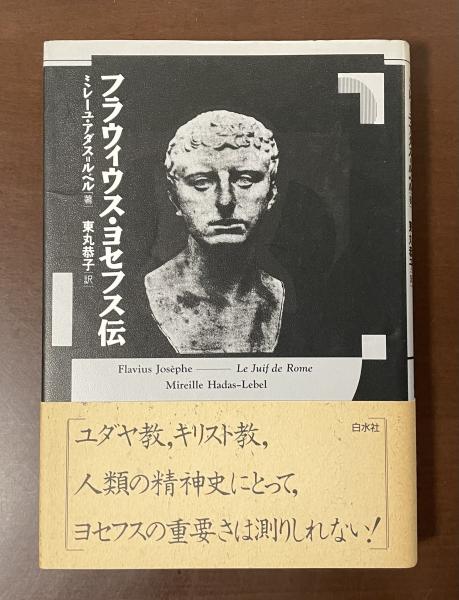 フラウィウス・ヨセフス伝
ミレーユ・アダス=ルベル 著
東丸恭子 訳
Flavius Josèphe —— Le Juif de Rome
Mireille Hadas-Lebel
白水社
ユダヤ教,キリスト教,
人類の精神史にとって,
ヨセフスの重要さは測りしれない!